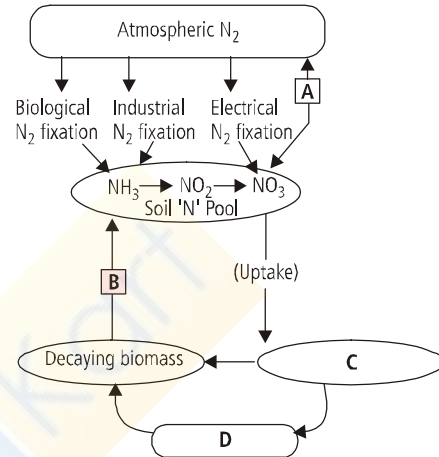 Atmospheric N₂
A
Biological
N₂ fixation
Industrial
N₂ fixation
Electrical
N₂ fixation
NH₃ NO₂ NO₃
Soil 'N' Pool
B
(Uptake)
Decaying biomass
C
D